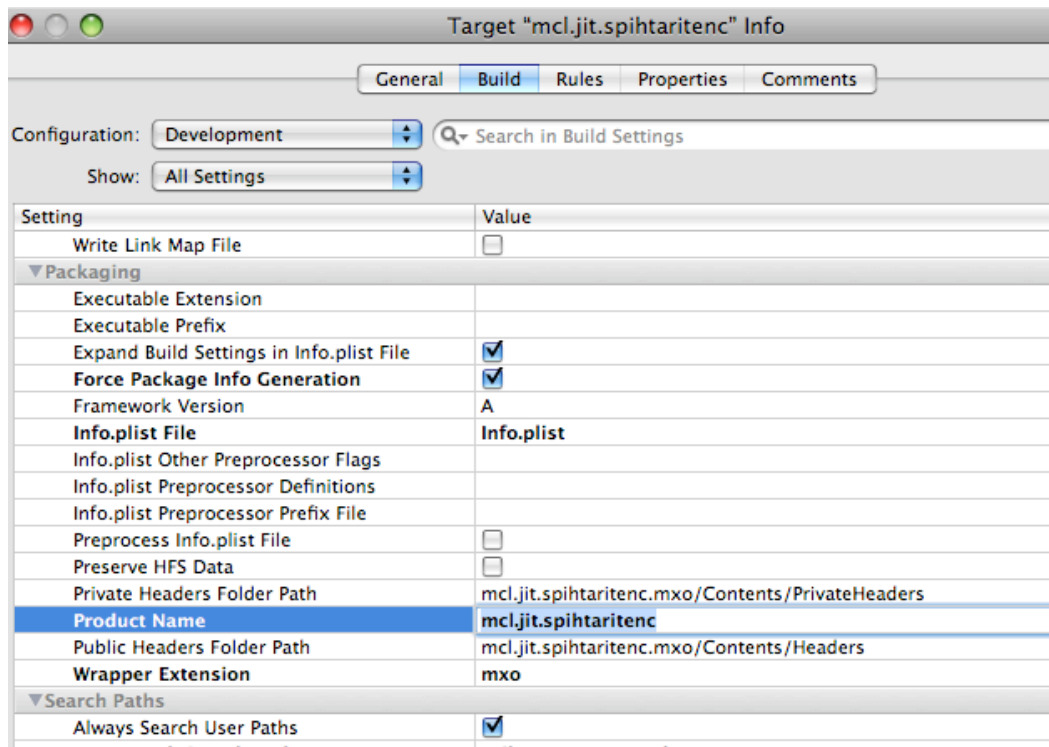 Target “mcl.jit.spihtaritenc” Info
General Build Rules Properties Comments
Configuration: Development Search in Build Settings
Show: All Settings
Setting Value
Write Link Map File
Packaging
Executable Extension
Executable Prefix
Expand Build Settings in Info.plist File
Force Package Info Generation
Framework Version A
Info.plist File Info.plist
Info.plist Other Preprocessor Flags
Info.plist Preprocessor Definitions
Info.plist Preprocessor Prefix File
Preprocess Info.plist File
Preserve HFS Data
Private Headers Folder Path mcl.jit.spihtaritenc.mxo/Contents/PrivateHeaders
Product Name mcl.jit.spihtaritenc
Public Headers Folder Path mcl.jit.spihtaritenc.mxo/Contents/Headers
Wrapper Extension mxo
Search Paths
Always Search User Paths